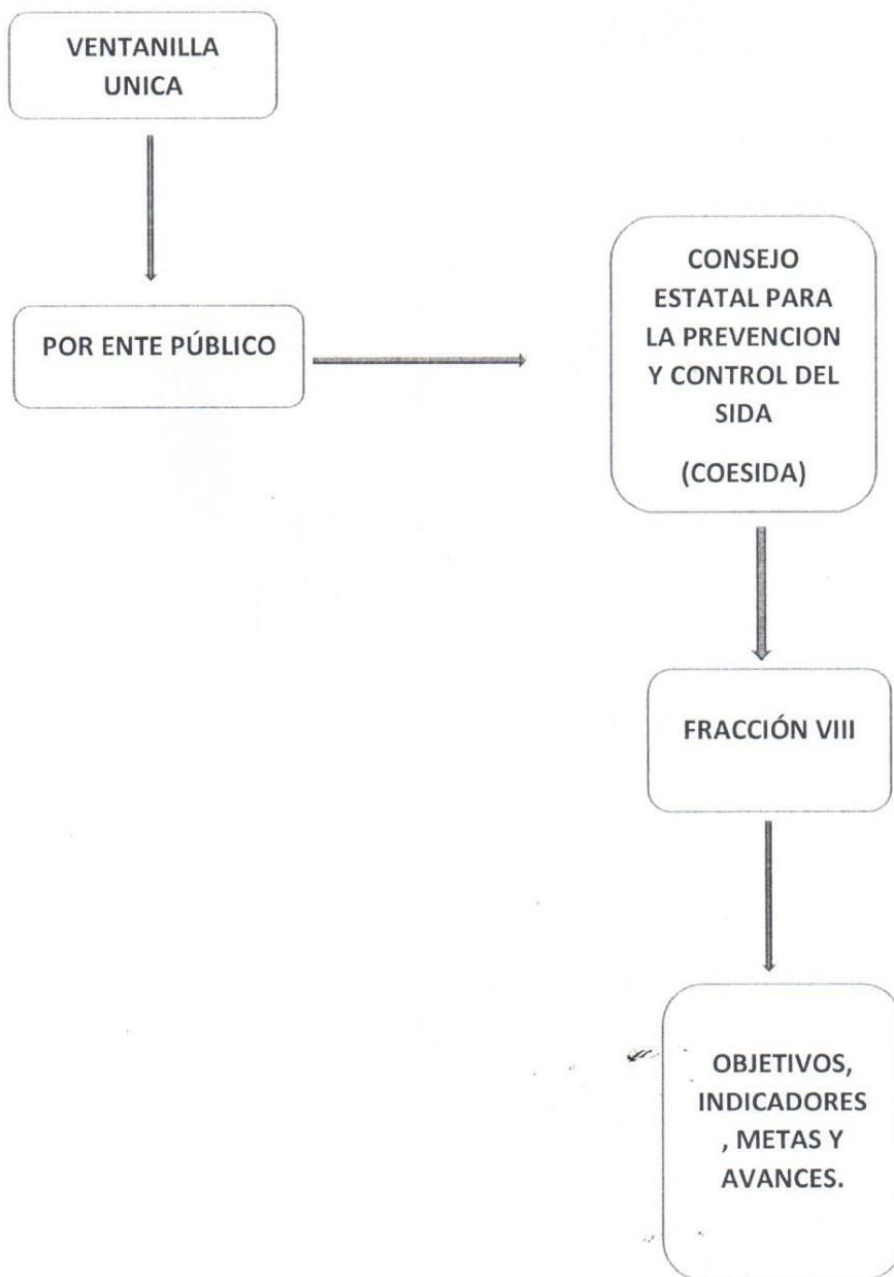 VENTANILLA
UNICA
POR ENTE PÚBLICO
CONSEJO
ESTATAL PARA
LA PREVENCION
Y CONTROL DEL
SIDA
(COESIDA)
FRACCIÓN VIII
OBJETIVOS,
INDICADORES
, METAS Y
AVANCES.